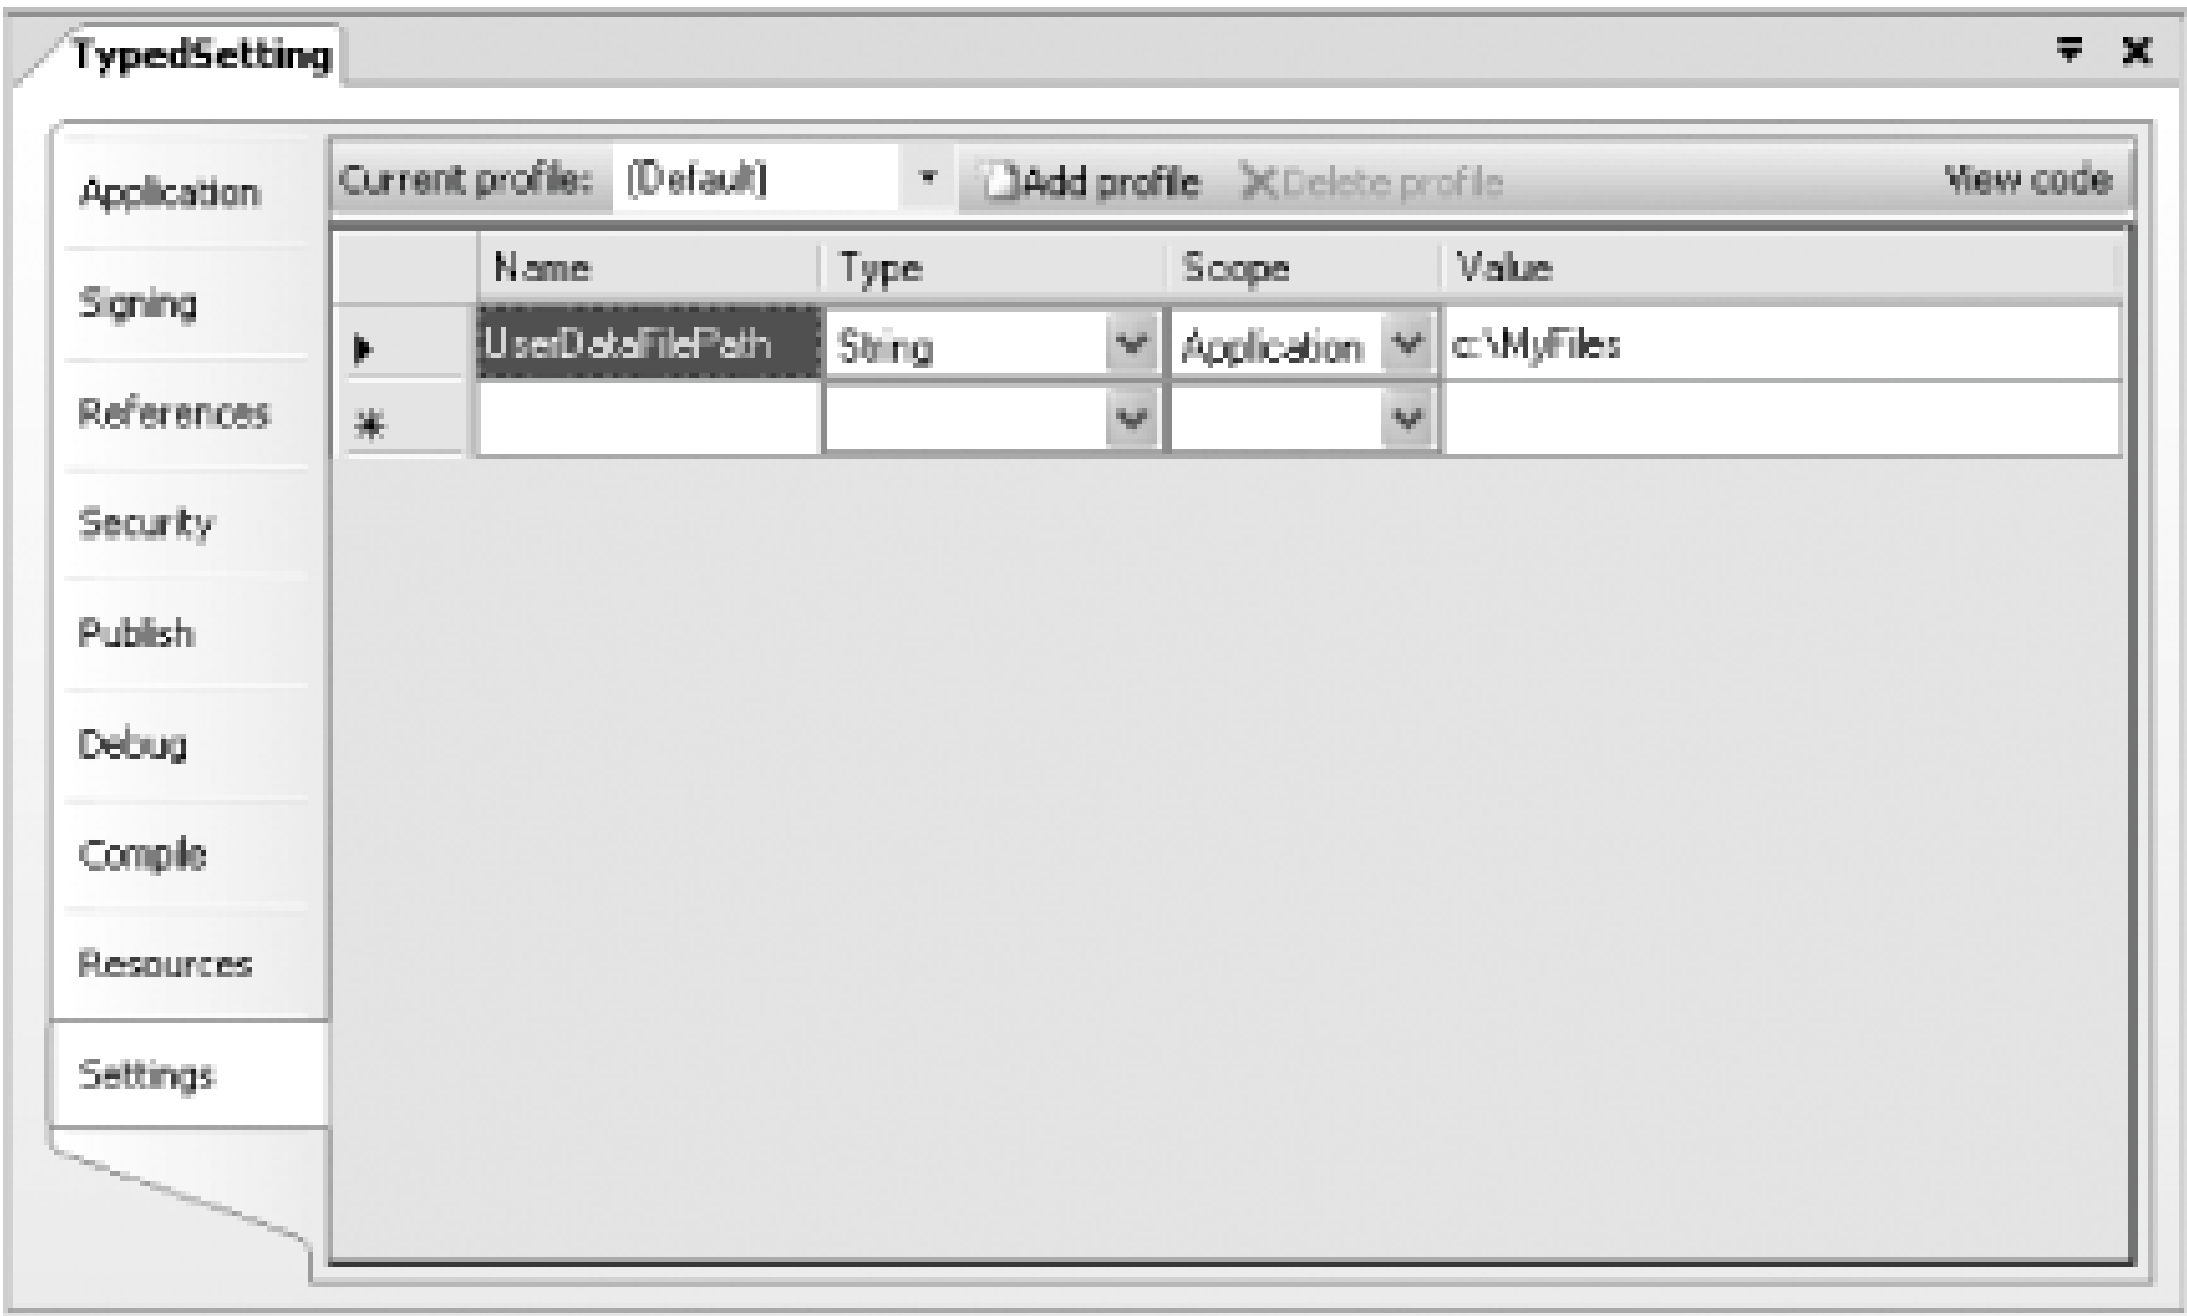 TypedSetting
Current profile: (Default) Add profile Delete profile View code
Application
Signing
References
Security
Publish
Debug
Compile
Resources
Settings
Name Type Scope Value
UserDataFilePath String Application c:\MyFiles